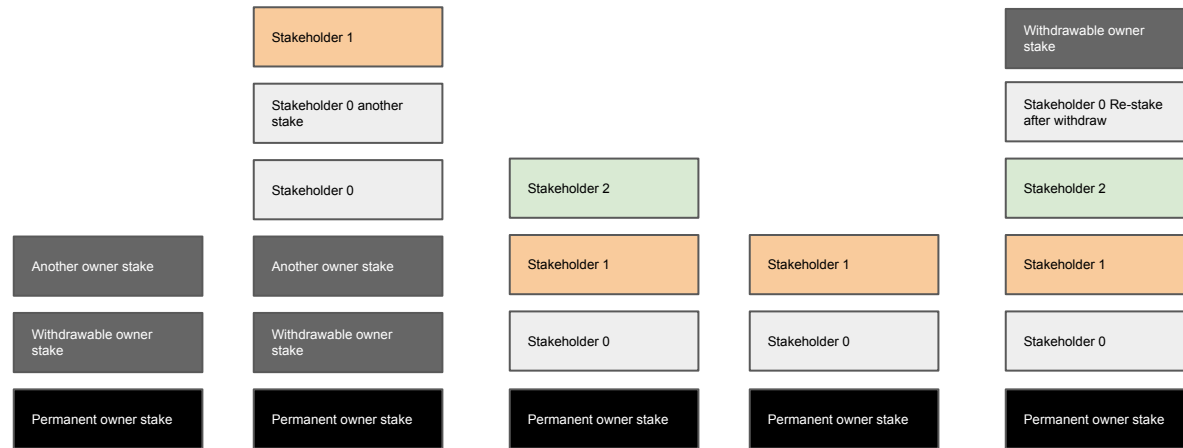 Another owner stake
Withdrawable owner
stake
Permanent owner stake
Stakeholder 1
Stakeholder 0 another
stake
Stakeholder 0
Another owner stake
Withdrawable owner
stake
Permanent owner stake
Stakeholder 2
Stakeholder 1
Stakeholder 0
Permanent owner stake
Stakeholder 1
Stakeholder 0
Permanent owner stake
Withdrawable owner
stake
Stakeholder 0 Re-stake
after withdraw
Stakeholder 2
Stakeholder 1
Stakeholder 0
Permanent owner stake